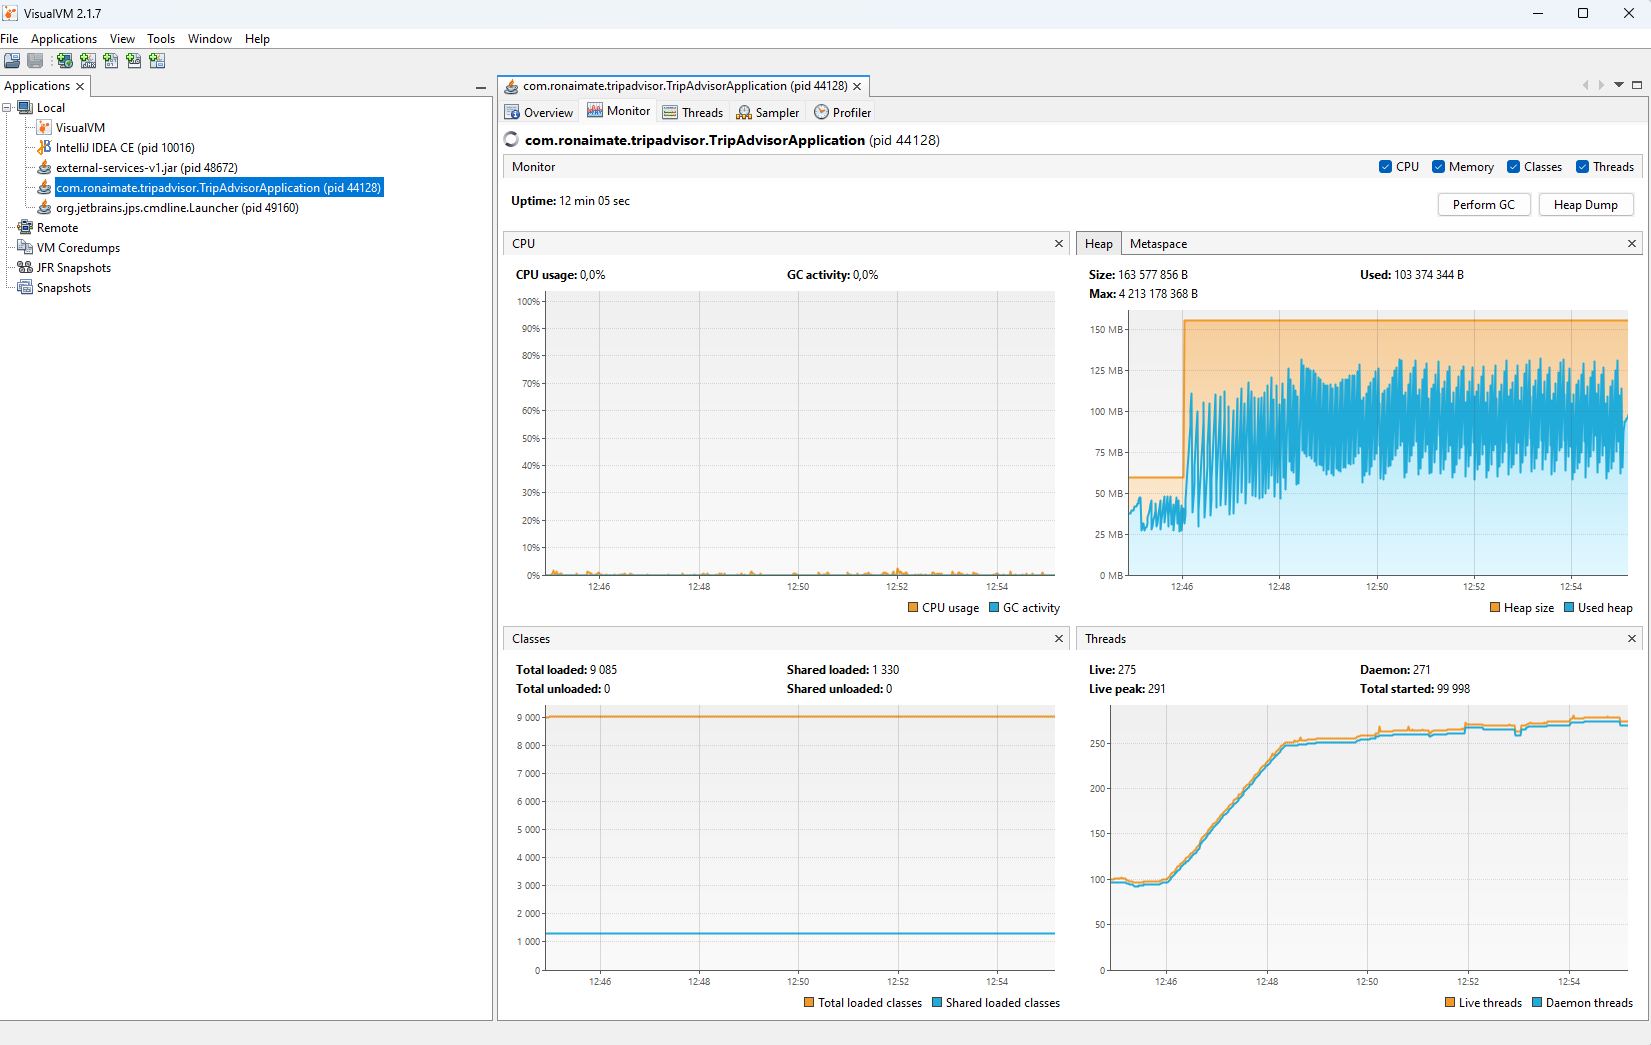 VisualVM 2.1.7
File Applications View Tools Window Help
Applications
Local
VisualVM
IntelliJ IDEA CE (pid 10016)
external-services-v1.jar (pid 48672)
com.ronaimate.tripadvisor.TripAdvisorApplication (pid 44128)
org.jetbrains.jps.cmdline.Launcher (pid 49160)
Remote
VM Coredumps
JFR Snapshots
Snapshots
com.ronaimate.tripadvisor.TripAdvisorApplication (pid 44128)
Overview Monitor Threads Sampler Profiler
com.ronaimate.tripadvisor.TripAdvisorApplication (pid 44128)
Monitor CPU Memory Classes Threads
Uptime: 12 min 05 sec
Perform GC Heap Dump
CPU
CPU usage: 0,0% GC activity: 0,0%
100%
90%
80%
70%
60%
50%
40%
30%
20%
10%
0%
12:46 12:48 12:50 12:52 12:54
CPU usage GC activity
Heap Metaspace
Size: 163 577 856 B Used: 103 374 344 B
Max: 4 213 178 368 B
150 MB
125 MB
100 MB
75 MB
50 MB
25 MB
0 MB
12:46 12:48 12:50 12:52 12:54
Heap size Used heap
Classes
Total loaded: 9 085 Shared loaded: 1 330
Total unloaded: 0 Shared unloaded: 0
9 000
8 000
7 000
6 000
5 000
4 000
3 000
2 000
1 000
0
12:46 12:48 12:50 12:52 12:54
Total loaded classes Shared loaded classes
Threads
Live: 275 Daemon: 271
Live peak: 291 Total started: 99 998
250
200
150
100
50
0
12:46 12:48 12:50 12:52 12:54
Live threads Daemon threads